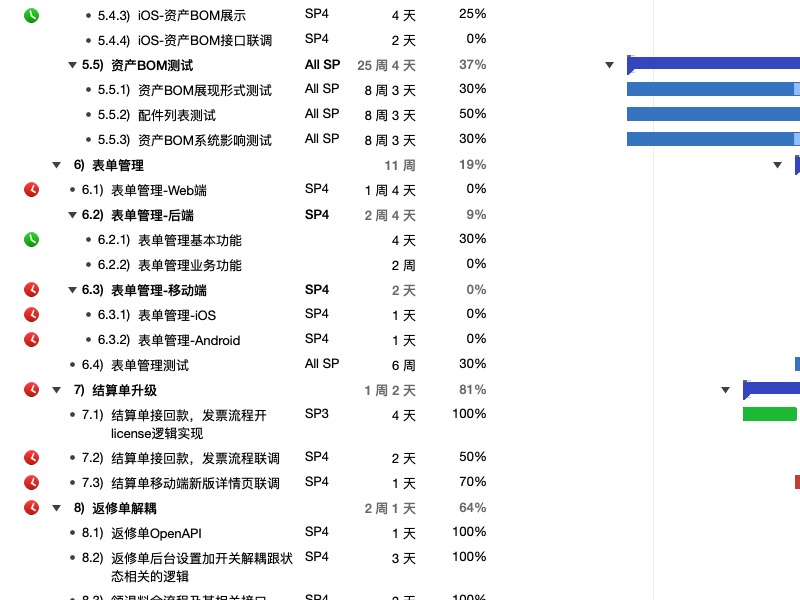 5.4.3) iOS-资产BOM展示 SP4 4 天 25%
5.4.4) iOS-资产BOM接口联调 SP4 2 天 0%
5.5) 资产BOM测试 All SP 25 周 4 天 37%
5.5.1) 资产BOM展现形式测试 All SP 8 周 3 天 30%
5.5.2) 配件列表测试 All SP 8 周 3 天 50%
5.5.3) 资产BOM系统影响测试 All SP 8 周 3 天 30%
6) 表单管理 11 周 19%
6.1) 表单管理-Web端 SP4 1 周 4 天 0%
6.2) 表单管理-后端 SP4 2 周 4 天 9%
6.2.1) 表单管理基本功能 4 天 30%
6.2.2) 表单管理业务功能 2 周 0%
6.3) 表单管理-移动端 SP4 2 天 0%
6.3.1) 表单管理-iOS SP4 1 天 0%
6.3.2) 表单管理-Android SP4 1 天 0%
6.4) 表单管理测试 All SP 6 周 30%
7) 结算单升级 1 周 2 天 81%
7.1) 结算单接回款，发票流程开 SP3 4 天 100%
license逻辑实现
7.2) 结算单接回款，发票流程联调 SP4 2 天 50%
7.3) 结算单移动端新版详情页联调 SP4 1 天 70%
8) 返修单解耦 2 周 1 天 64%
8.1) 返修单OpenAPI SP4 1 天 100%
8.2) 返修单后台设置加开关解耦跟状 SP4 3 天 100%
态相关的逻辑
8.3) SP4 100%